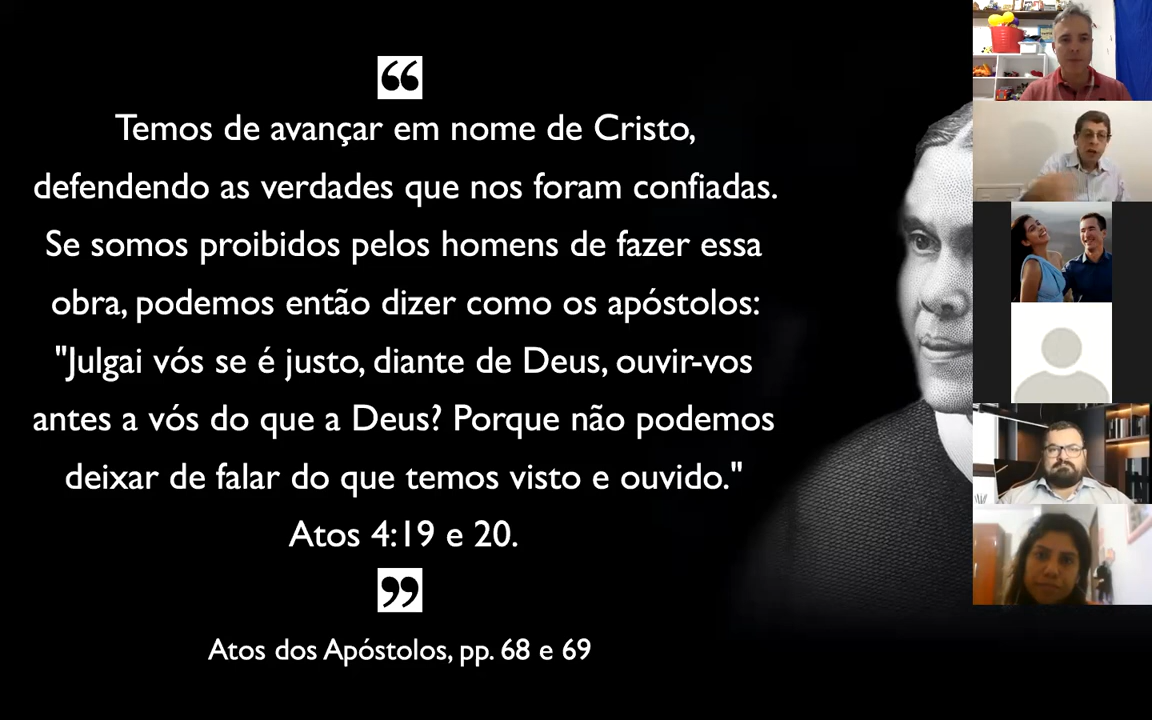 “
Temos de avançar em nome de Cristo,
defendendo as verdades que nos foram confiadas.
Se somos proibidos pelos homens de fazer essa
obra, podemos então dizer como os apóstolos:
"Julgai vós se é justo, diante de Deus, ouvir-vos
antes a vós do que a Deus? Porque não podemos
deixar de falar do que temos visto e ouvido."
Atos 4:19 e 20.
”
Atos dos Apóstolos, pp. 68 e 69